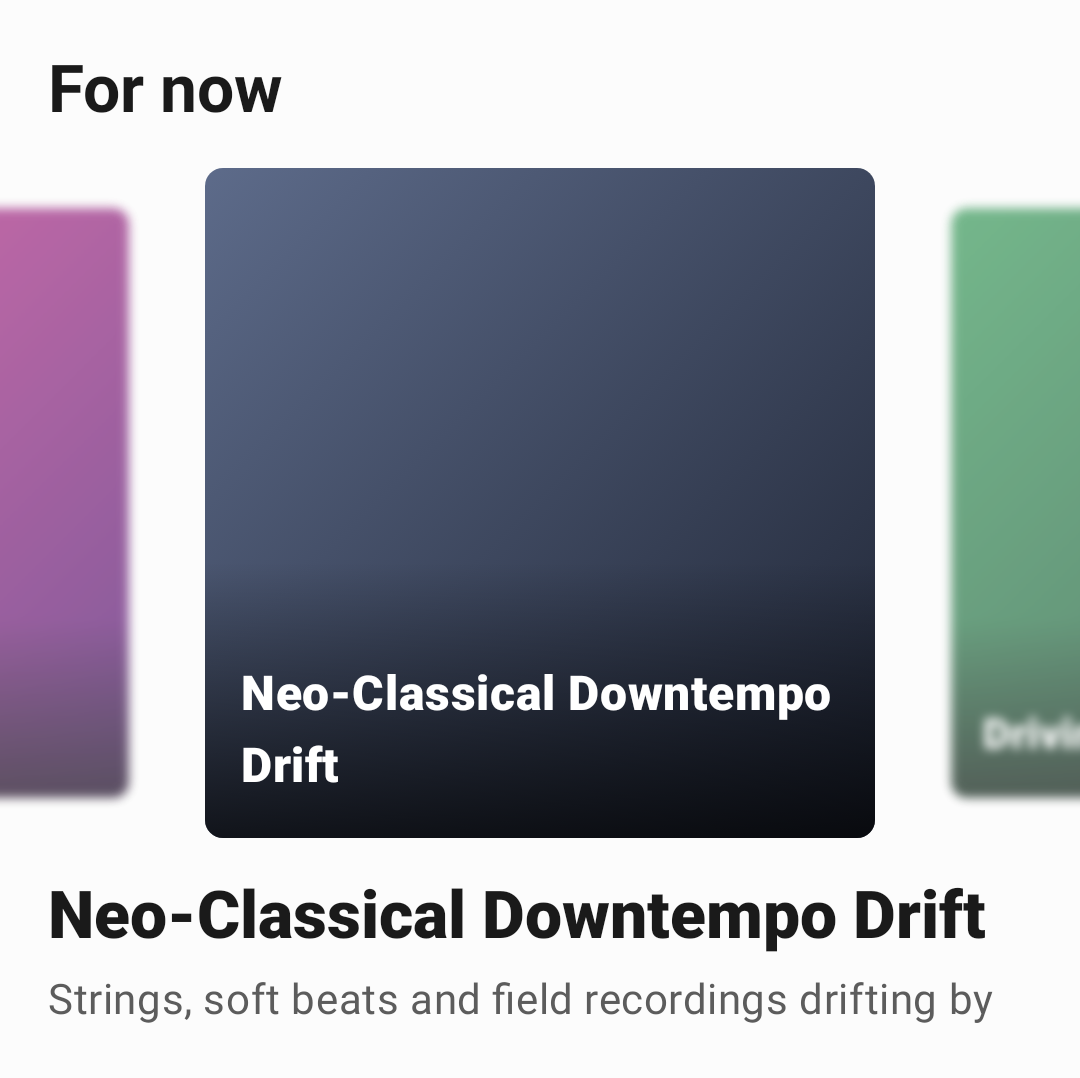 For now
Neo-Classical Downtempo
Drift
Neo-Classical Downtempo Drift
Strings, soft beats and field recordings drifting by